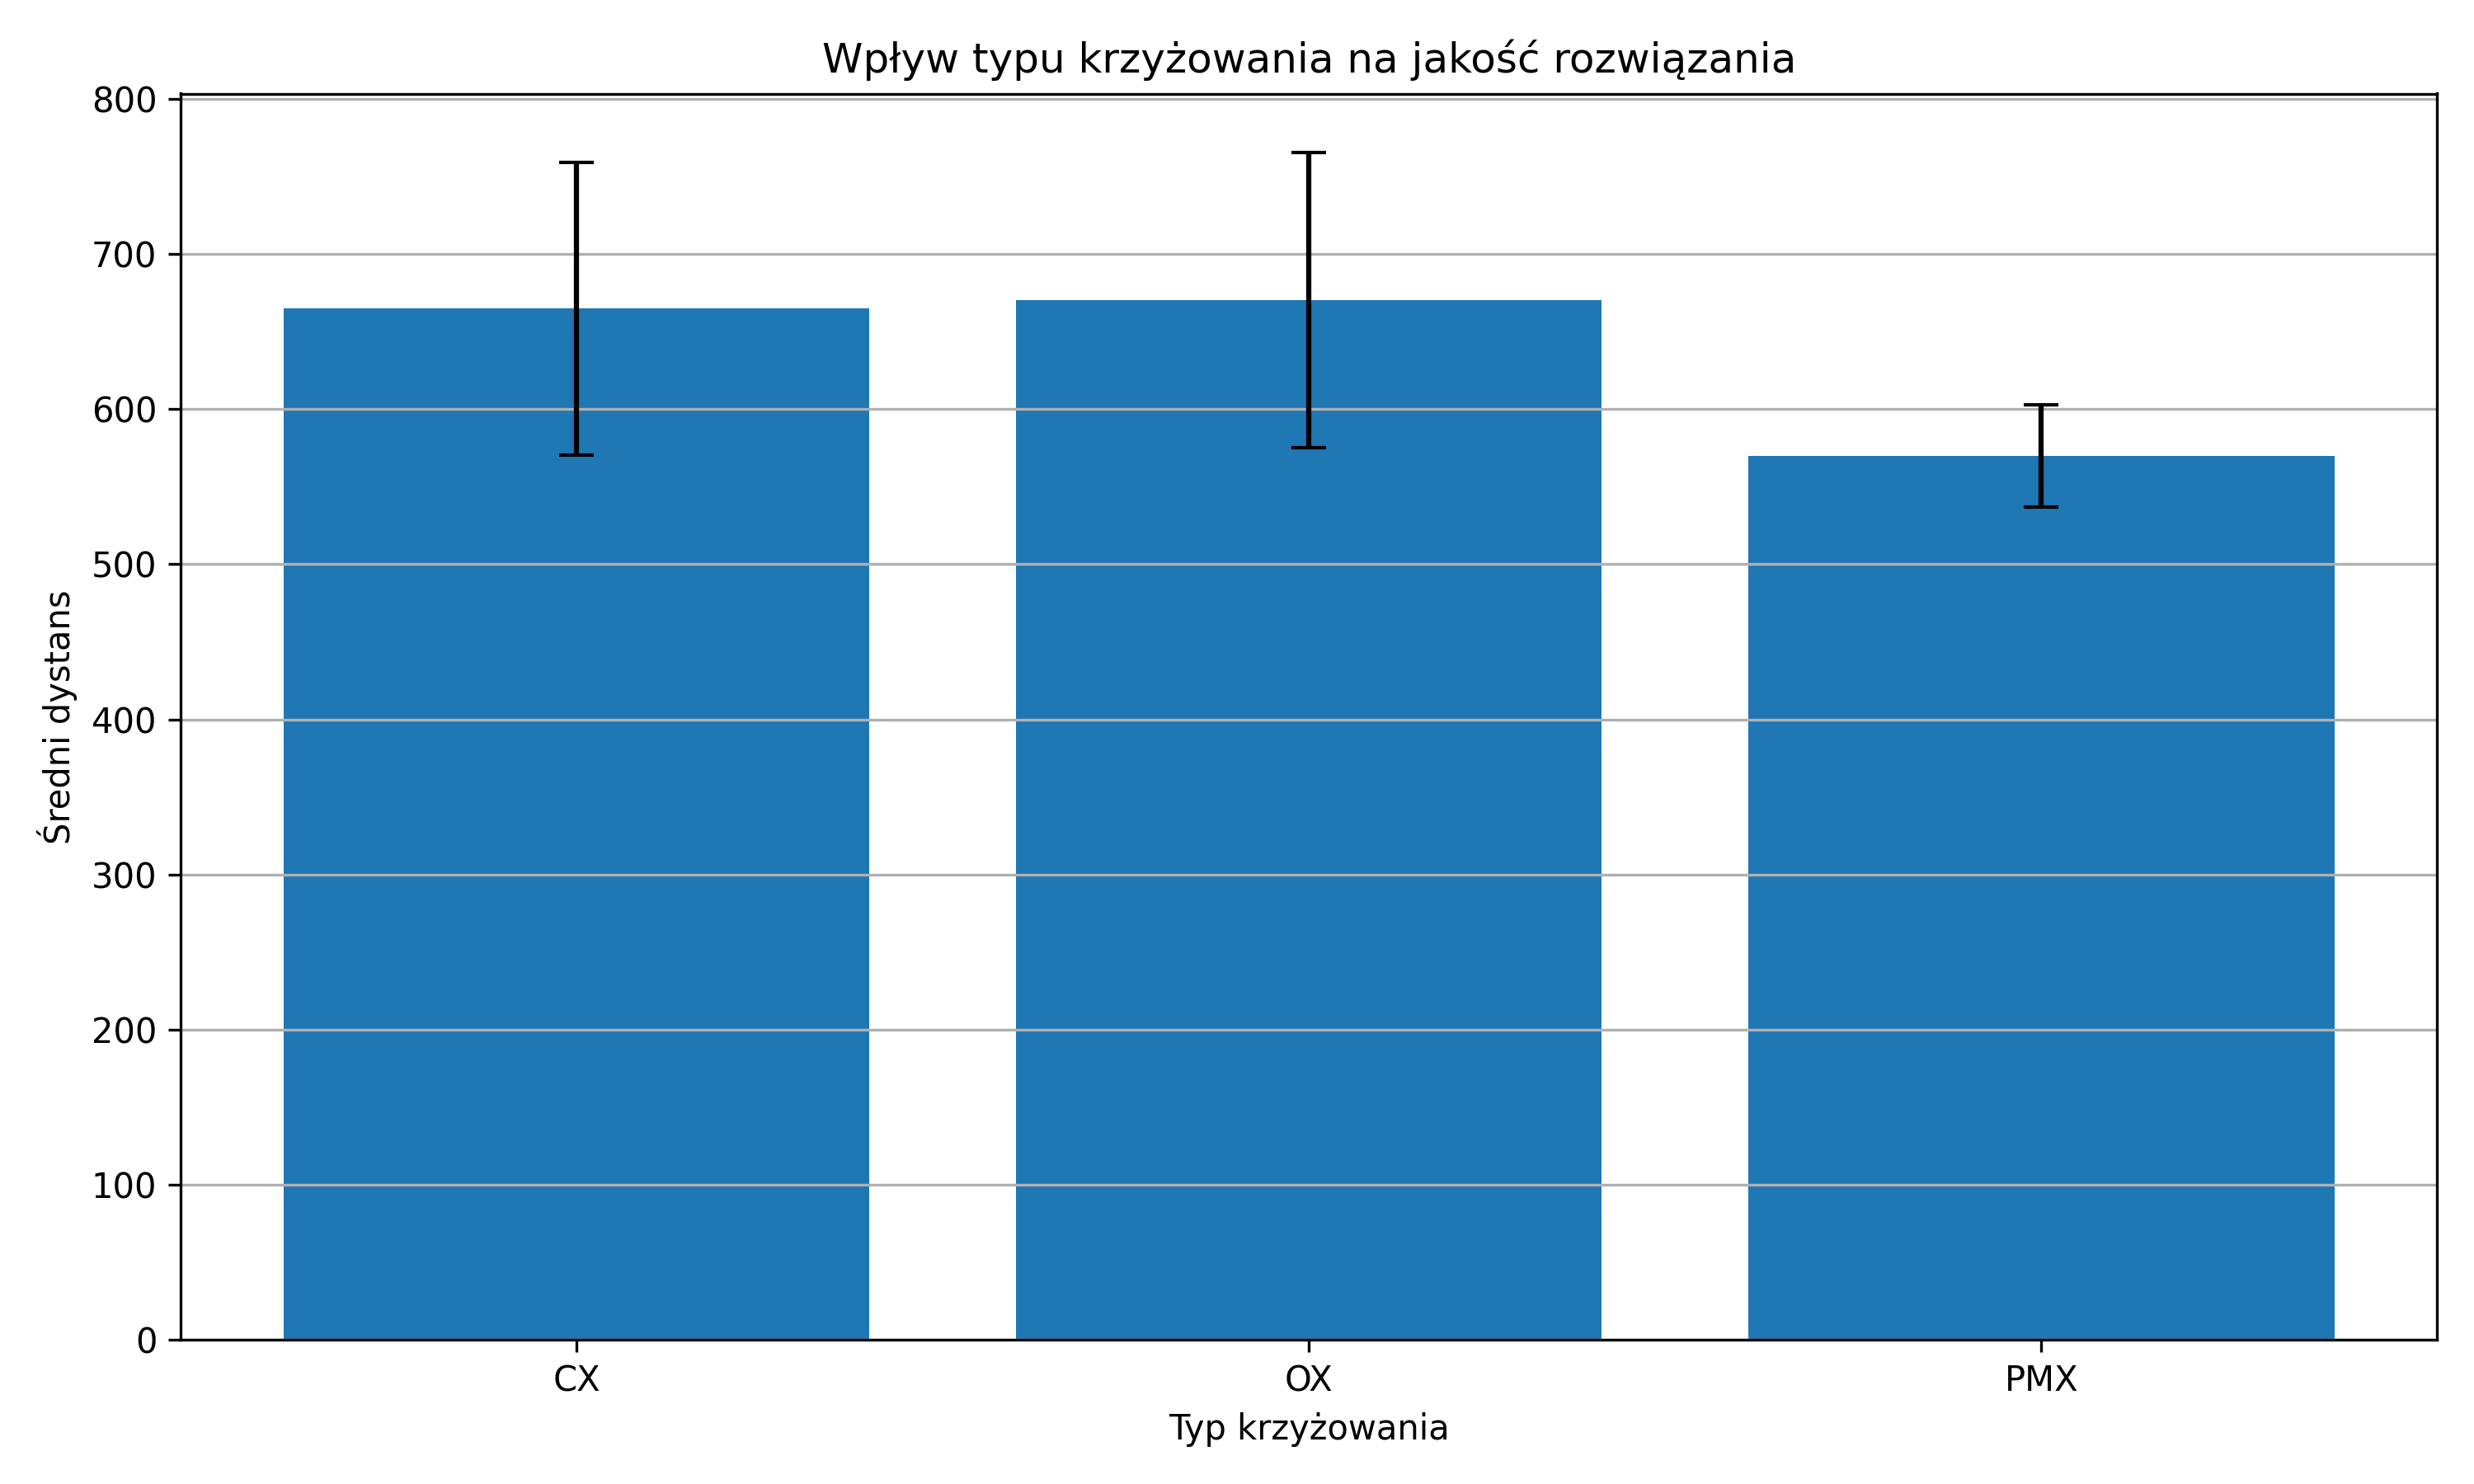 Wpływ typu krzyżowania na jakość rozwiązania
800
700
600
500
400
300
200
100
0
Średni dystans
CX
OX
PMX
Typ krzyżowania